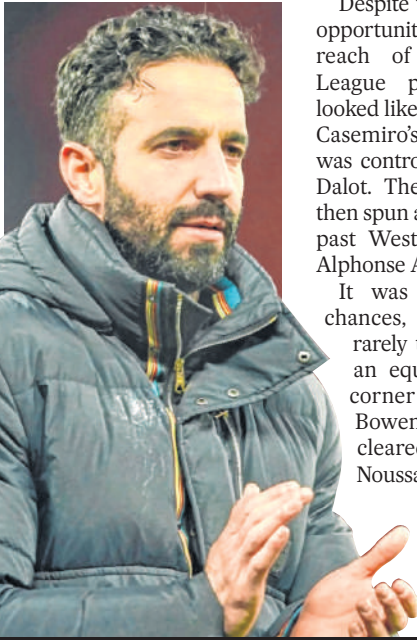 Despite
opportunit
reach of
League p
looked like
Casemiro's
was contro
Dalot. The
then spun a
past West
Alphonse A
It was
chances,
rarely
an equ
corner
Bowen
cleared
Noussa